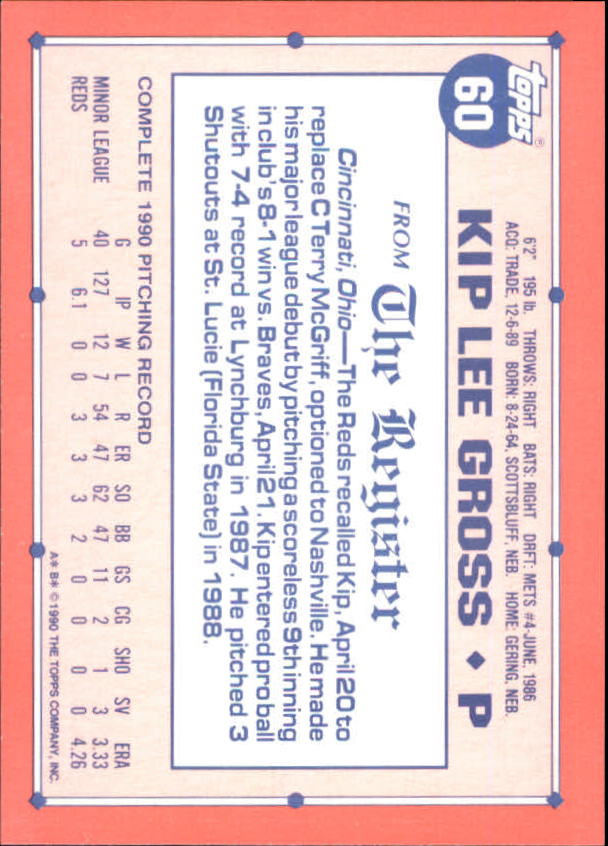 topps®
60
6'2" 195 lb. THROWS: RIGHT BATS: RIGHT DRFT: METS #4-JUNE, 1986
ACQ: TRADE, 12-6-89 BORN: 8-24-64, SCOTTSBLUFF, NEB. HOME: GERING, NEB.
KIP LEE GROSS ♦ P
FROM The Register
Cincinnati, Ohio—The Reds recalled Kip, April 20 to
replace C Terry McGriff, optioned to Nashville. He made
his major league debut by pitching a scoreless 9th inning
in club's 8-1 win vs. Braves, April 21. Kip entered pro ball
with 7-4 record at Lynchburg in 1987. He pitched 3
Shutouts at St. Lucie (Florida State) in 1988.
COMPLETE 1990 PITCHING RECORD
G IP W L R ER SO BB GS CG SHO SV ERA
MINOR LEAGUE 40 127 12 7 54 47 62 47 11 2 1 3 3.33
REDS 5 6.1 0 0 3 3 3 2 0 0 0 0 4.26
A* B* © 1990 THE TOPPS COMPANY, INC.